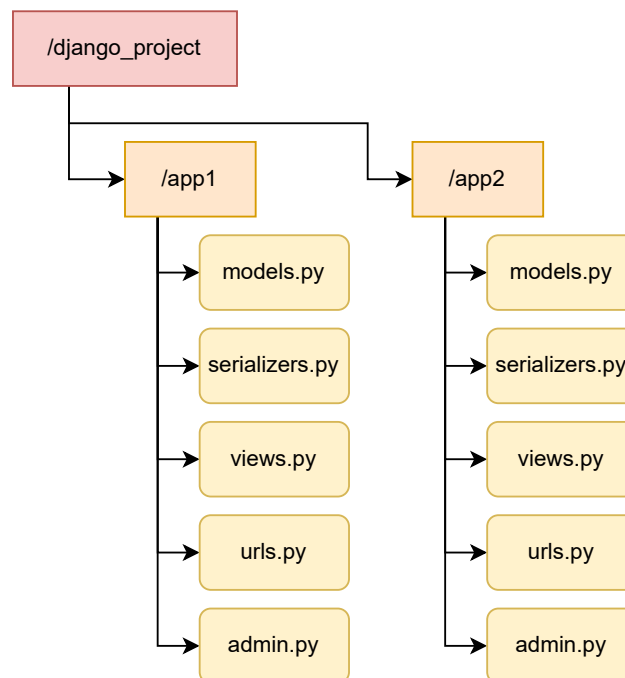 /django_project
/app1
/app2
models.py
models.py
serializers.py
serializers.py
views.py
views.py
urls.py
urls.py
admin.py
admin.py